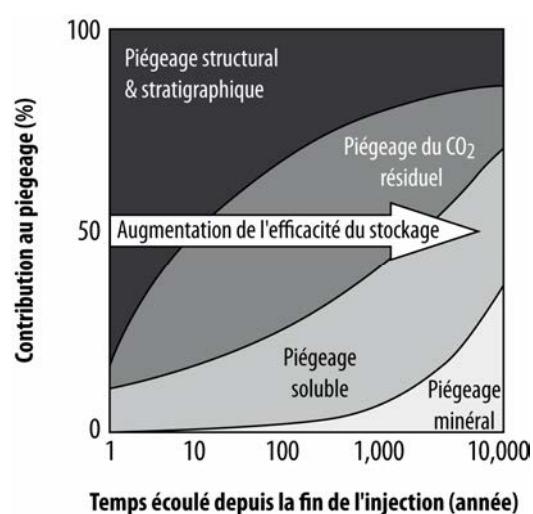 100
Piégeage structural
& stratigraphique
Piégeage du CO₂
résiduel
50
Augmentation de l'efficacité du stockage
Piégeage
soluble
Piégeage
minéral
0
1 10 100 1,000 10,000
Contribution au piegeage (%)
Temps écoulé depuis la fin de l'injection (année)